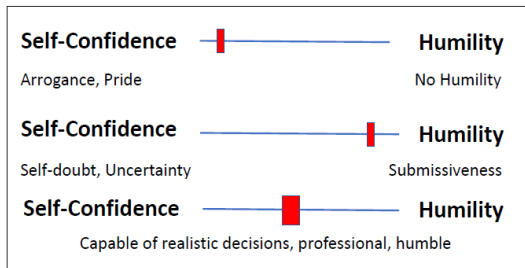 Self-Confidence Humility
Arrogance, Pride No Humility
Self-Confidence Humility
Self-doubt, Uncertainty Submissiveness
Self-Confidence Humility
Capable of realistic decisions, professional, humble